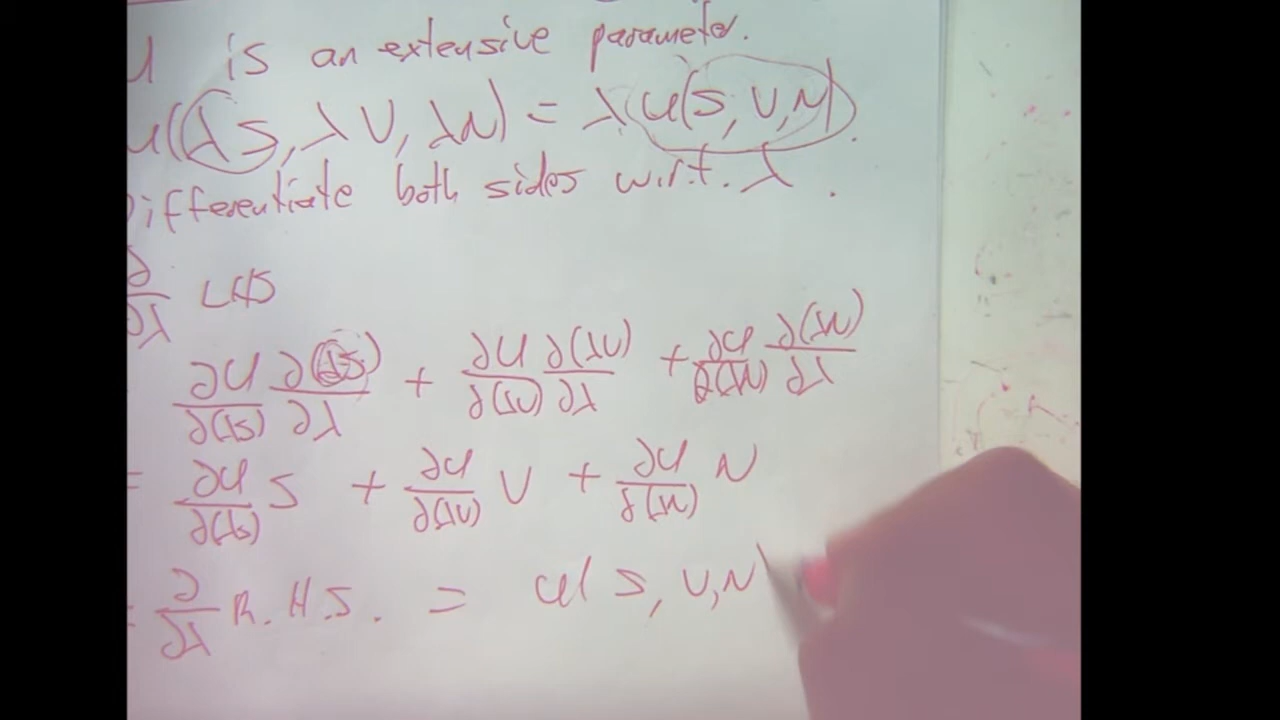 U is an extensive parameter.
U(λS, λV, λN) = λ(U(S, V, N)).
Differentiate both sides w.r.t. λ.
∂/∂λ LHS
∂U/∂(λS) ∂(λS)/∂λ + ∂U/∂(λV) ∂(λV)/∂λ + ∂U/∂(λN) ∂(λN)/∂λ
= ∂U/∂(λS) S + ∂U/∂(λV) V + ∂U/∂(λN) N
= ∂/∂λ R.H.S. = U(S, V, N)